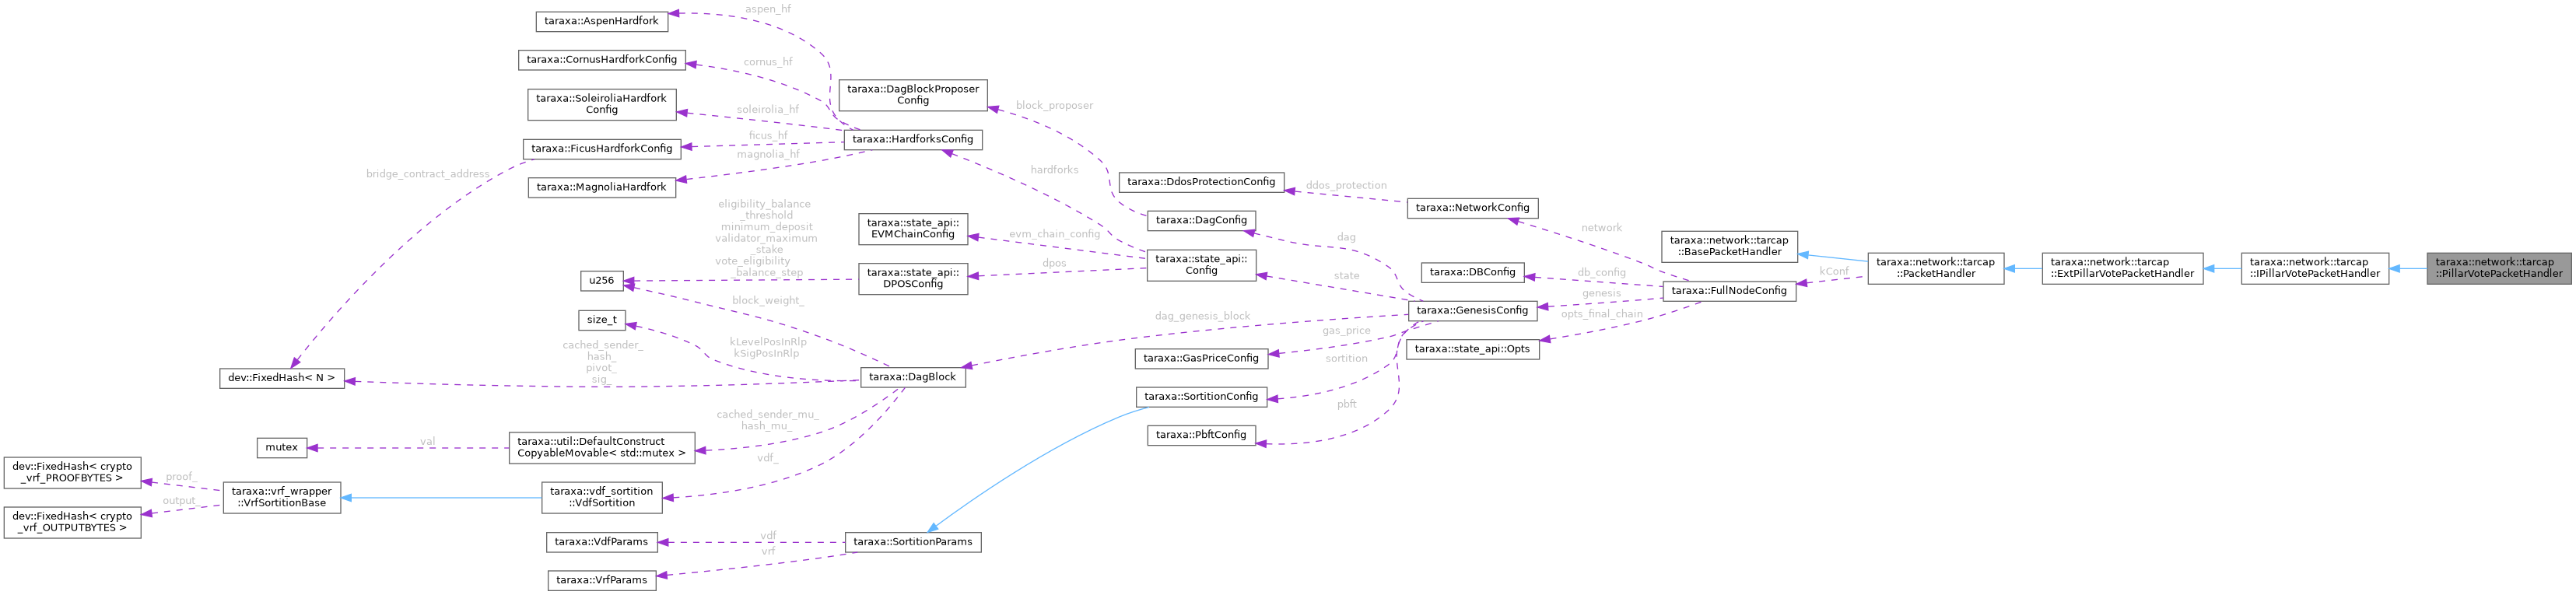 taraxa::AspenHardfork
aspen_hf
taraxa::CornusHardforkConfig
cornus_hf
taraxa::SoleiroliaHardfork
Config
soleirolia_hf
taraxa::FicusHardforkConfig
ficus_hf
taraxa::MagnoliaHardfork
magnolia_hf
bridge_contract_address
taraxa::DagBlockProposer
Config
block_proposer
taraxa::HardforksConfig
hardforks
taraxa::DdosProtectionConfig
ddos_protection
taraxa::DagConfig
taraxa::NetworkConfig
network
dag
eligibility_balance
_threshold
minimum_deposit
validator_maximum
_stake
vote_eligibility
_balance_step
taraxa::state_api::
EVMChainConfig
evm_chain_config
taraxa::state_api::
DPOSConfig
dpos
taraxa::state_api::
Config
state
u256
block_weight_
size_t
kLevelPosInRlp
kSigPosInRlp
taraxa::DBConfig
db_config
genesis
opts_final_chain
taraxa::network::tarcap
::BasePacketHandler
taraxa::FullNodeConfig
kConf
taraxa::network::tarcap
::PacketHandler
taraxa::network::tarcap
::ExtPillarVotePacketHandler
taraxa::network::tarcap
::IPillarVotePacketHandler
taraxa::network::tarcap
::PillarVotePacketHandler
taraxa::GenesisConfig
dag_genesis_block
gas_price
sortition
pbft
taraxa::state_api::Opts
taraxa::GasPriceConfig
taraxa::SortitionConfig
taraxa::PbftConfig
cached_sender_
hash_
pivot_
sig_
dev::FixedHash< N >
taraxa::DagBlock
cached_sender_mu_
hash_mu_
vdf_
mutex
val
taraxa::util::DefaultConstruct
CopyableMovable< std::mutex >
dev::FixedHash< crypto
_vrf_PROOFBYTES >
proof_
dev::FixedHash< crypto
_vrf_OUTPUTBYTES >
output_
taraxa::vrf_wrapper
::VrfSortitionBase
taraxa::vdf_sortition
::VdfSortition
taraxa::VdfParams
vdf
taraxa::VrfParams
vrf
taraxa::SortitionParams